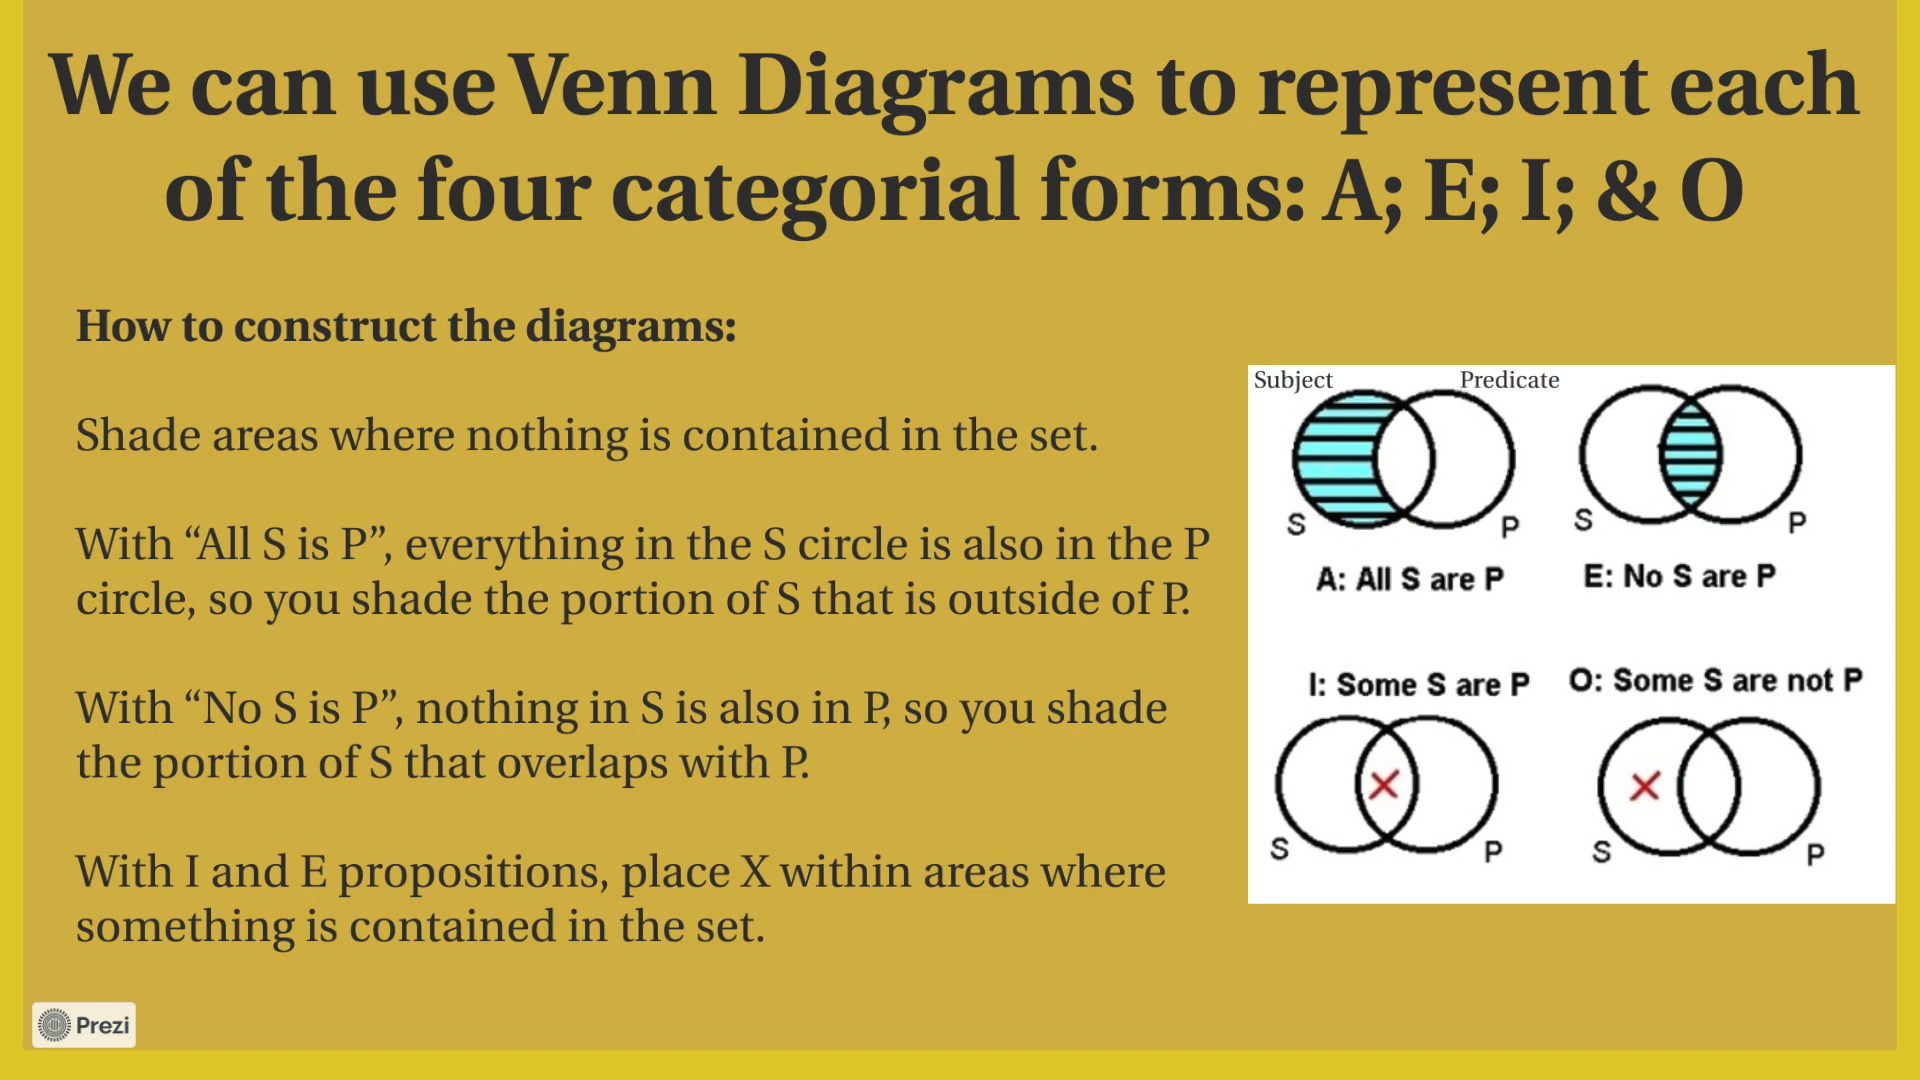 We can use Venn Diagrams to represent each
of the four categorial forms: A; E; I; & O
How to construct the diagrams:
Shade areas where nothing is contained in the set.
With “All S is P”, everything in the S circle is also in the P
circle, so you shade the portion of S that is outside of P.
With “No S is P”, nothing in S is also in P, so you shade
the portion of S that overlaps with P.
With I and E propositions, place X within areas where
something is contained in the set.
Subject
Predicate
S
P
S
P
A: All S are P
E: No S are P
I: Some S are P
O: Some S are not P
S
P
S
P
Prezi